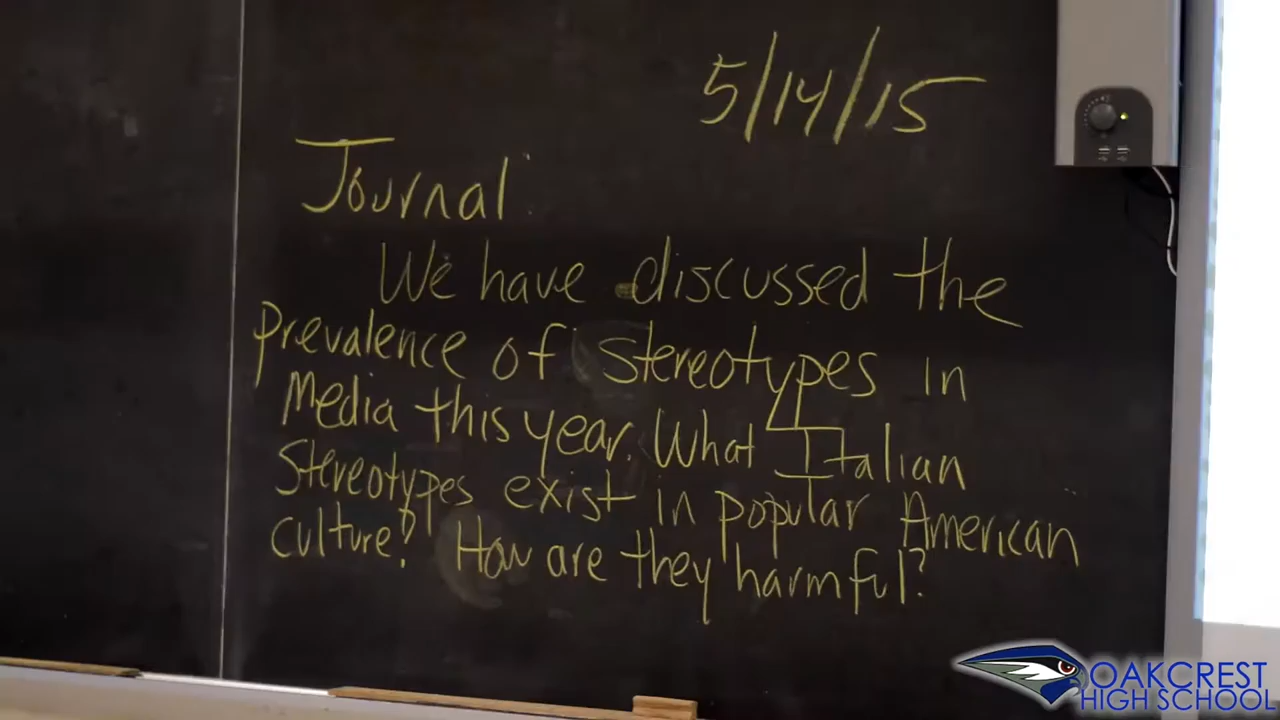 5/14/15
Journal
We have discussed the
prevalence of stereotypes in
Media this year. What Italian
Stereotypes exist in popular American
culture? How are they harmful?
OAKCREST
HIGH SCHOOL